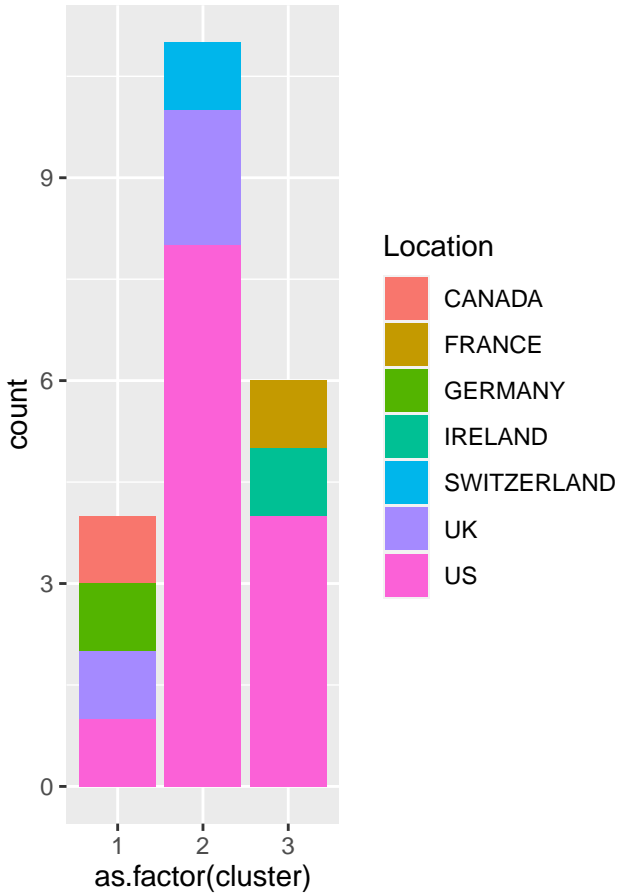 9
6
3
0
count
1 2 3
as.factor(cluster)
Location
CANADA
FRANCE
GERMANY
IRELAND
SWITZERLAND
UK
US